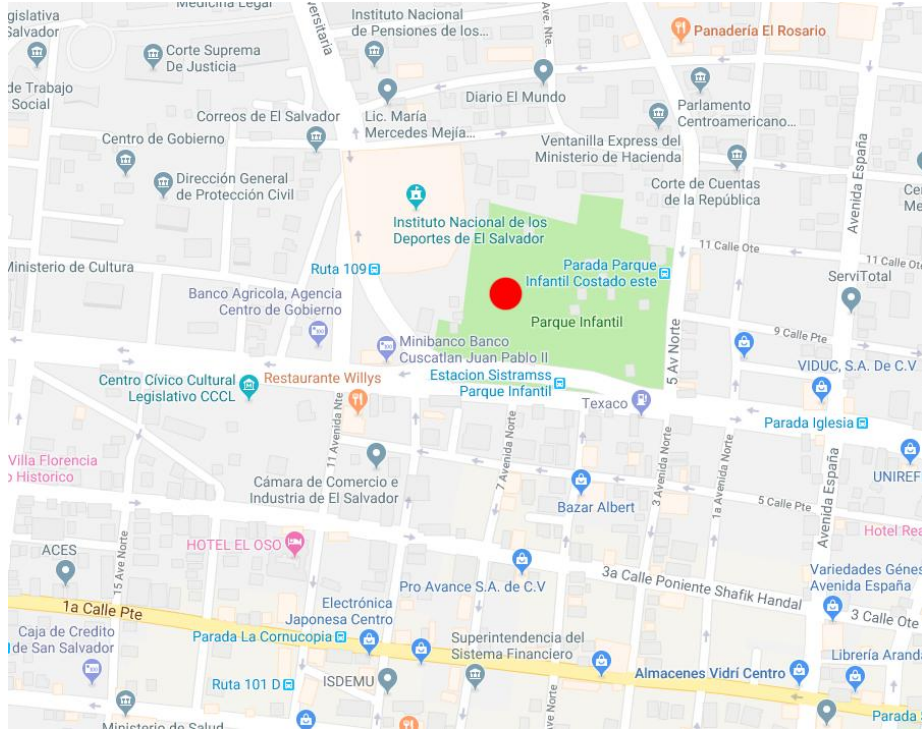 Medicina Legal
gislativa
Salvador
Corte Suprema
De Justicia
de Trabajo
Social
Centro de Gobierno
Correos de El Salvador
Dirección General
de Protección Civil
Ministerio de Cultura
Instituto Nacional
de Pensiones de los...
Lic. María
Mercedes Mejía...
Diario El Mundo
Ave. Nte.
Panadería El Rosario
Parlamento
Centroamericano...
Ventanilla Express del
Ministerio de Hacienda
Corte de Cuentas
de la República
Avenida España
Instituto Nacional de los
Deportes de El Salvador
Ruta 109
Banco Agricola, Agencia
Centro de Gobierno
Parada Parque
Infantil Costado este
Parque Infantil
11 Calle Ote
11 Calle Ote
ServiTotal
5 Av Norte
9 Calle Pte
Minibanco Banco
Cuscatlan Juan Pablo II
Estacion Sistramss
Parque Infantil
VIDUC, S.A. De C.V
Centro Cívico Cultural
Legislativo CCCL
Restaurante Willys
Texaco
Parada Iglesia
11 Avenida Nte
7 Avenida Norte
3 Avenida Norte
1a Avenida Norte
Avenida España
Villa Florencia
o Historico
Cámara de Comercio e
Industria de El Salvador
Bazar Albert
5 Calle Pte
UNIREF
Hotel Rea
HOTEL EL OSO
ACES
15 Ave Norte
Pro Avance S.A. de C.V
3a Calle Poniente Shafik Handal
Variedades Génes
Avenida España
3 Calle Ote
1a Calle Pte
Electrónica
Japonesa Centro
Parada La Cornucopia
Superintendencia del
Sistema Financiero
Caja de Credito
de San Salvador
Ruta 101 D
ISDEMU
Almacenes Vidrí Centro
Librería Aranda
Ministerio de Salud
Ave Norte
Parada